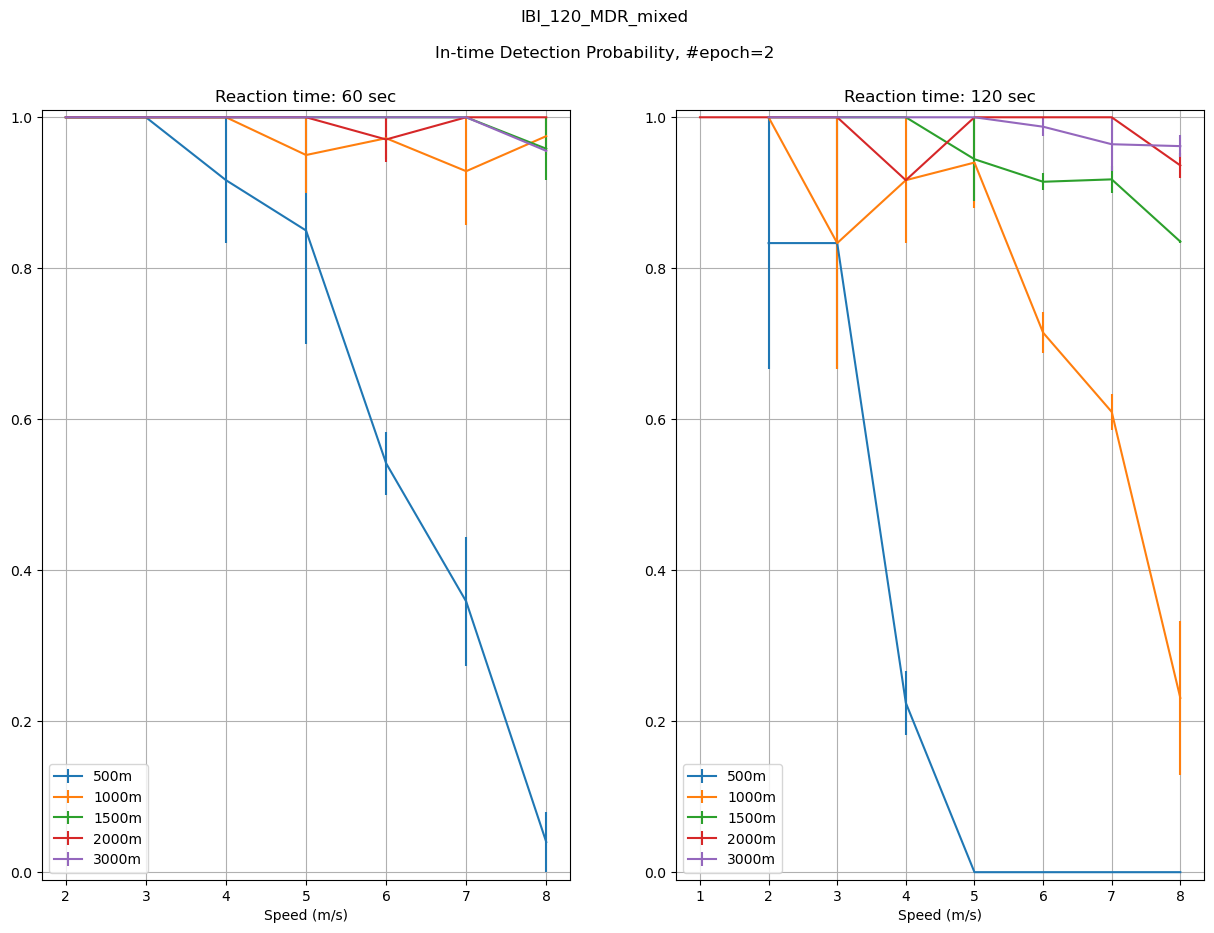 IBI_120_MDR_mixed
In-time Detection Probability, #epoch=2
Reaction time: 60 sec
1.0
0.8
0.6
0.4
0.2
0.0
500m
1000m
1500m
2000m
3000m
2 3 4 5 6 7 8
Speed (m/s)
Reaction time: 120 sec
1.0
0.8
0.6
0.4
0.2
0.0
500m
1000m
1500m
2000m
3000m
1 2 3 4 5 6 7 8
Speed (m/s)